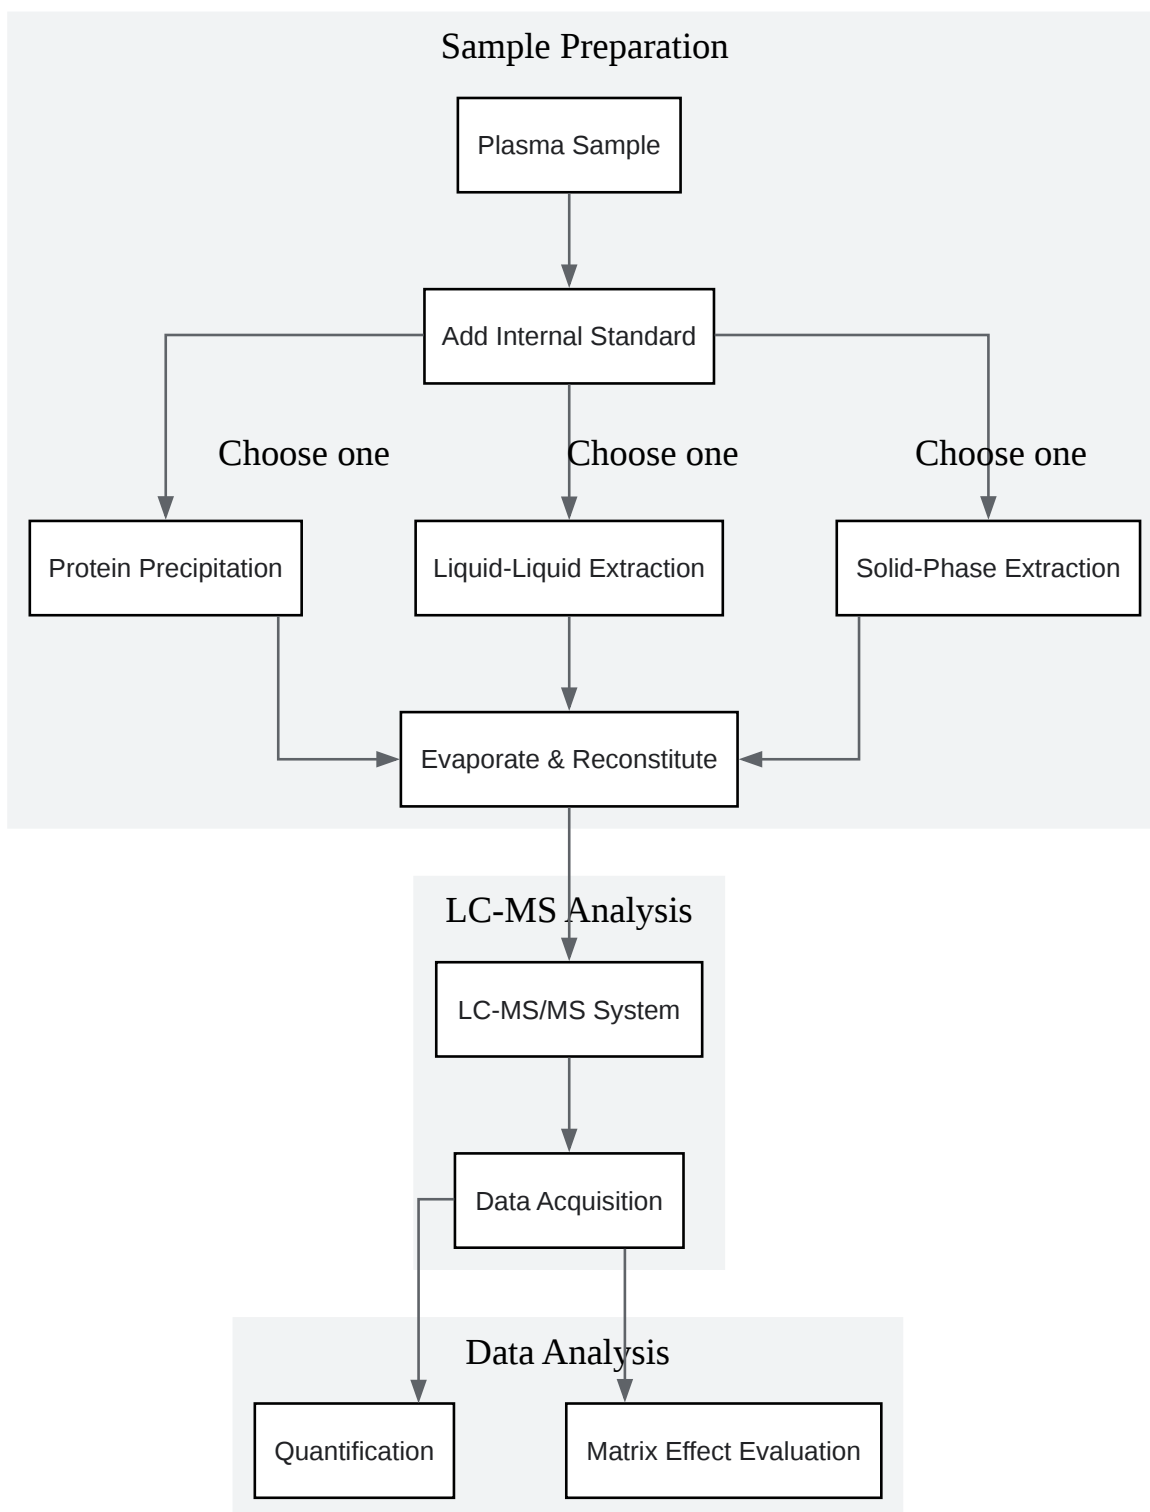 Sample Preparation
Plasma Sample
Add Internal Standard
Choose one
Choose one
Choose one
Protein Precipitation
Liquid-Liquid Extraction
Solid-Phase Extraction
Evaporate & Reconstitute
LC-MS Analysis
LC-MS/MS System
Data Acquisition
Data Analysis
Quantification
Matrix Effect Evaluation